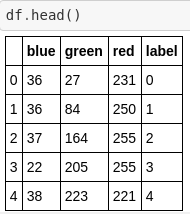 df.head()
blue green red label
0 36 27 231 0
1 36 84 250 1
2 37 164 255 2
3 22 205 255 3
4 38 223 221 4